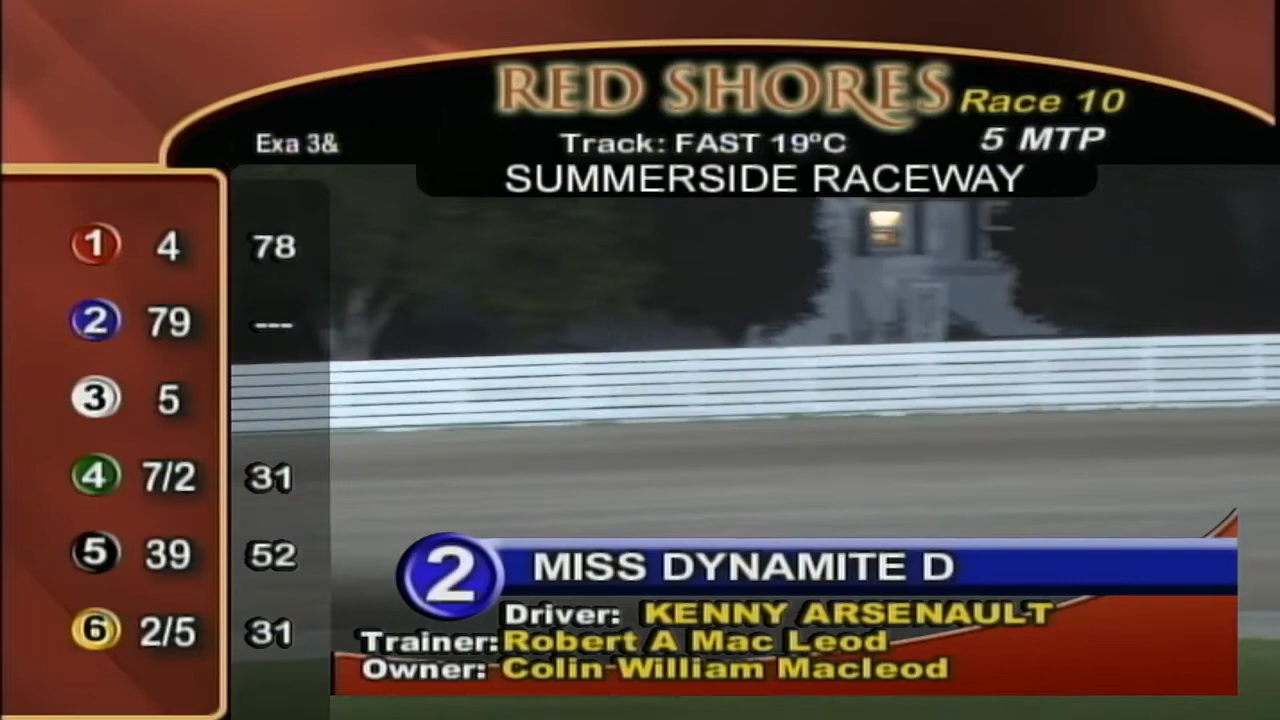 RED SHORES Race 10
Exa 3& Track: FAST 19ºC 5 MTP
SUMMERSIDE RACEWAY
1 4 78
2 79 ---
3 5
4 7/2 31
5 39 52
6 2/5 31
2 MISS DYNAMITE D
Driver: KENNY ARSENAULT
Trainer: Robert A Mac Leod
Owner: Colin-William Macleod